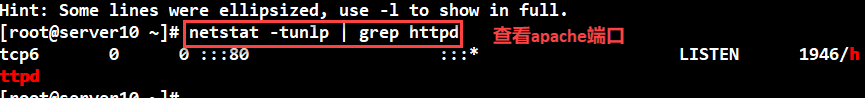 Hint: Some lines were ellipsized, use -l to show in full.
[root@server10 ~]# netstat -tunlp | grep httpd 查看apache端口
tcp6 0 0 :::80 :::* LISTEN 1946/h
ttpd
[root@server10 ~]#